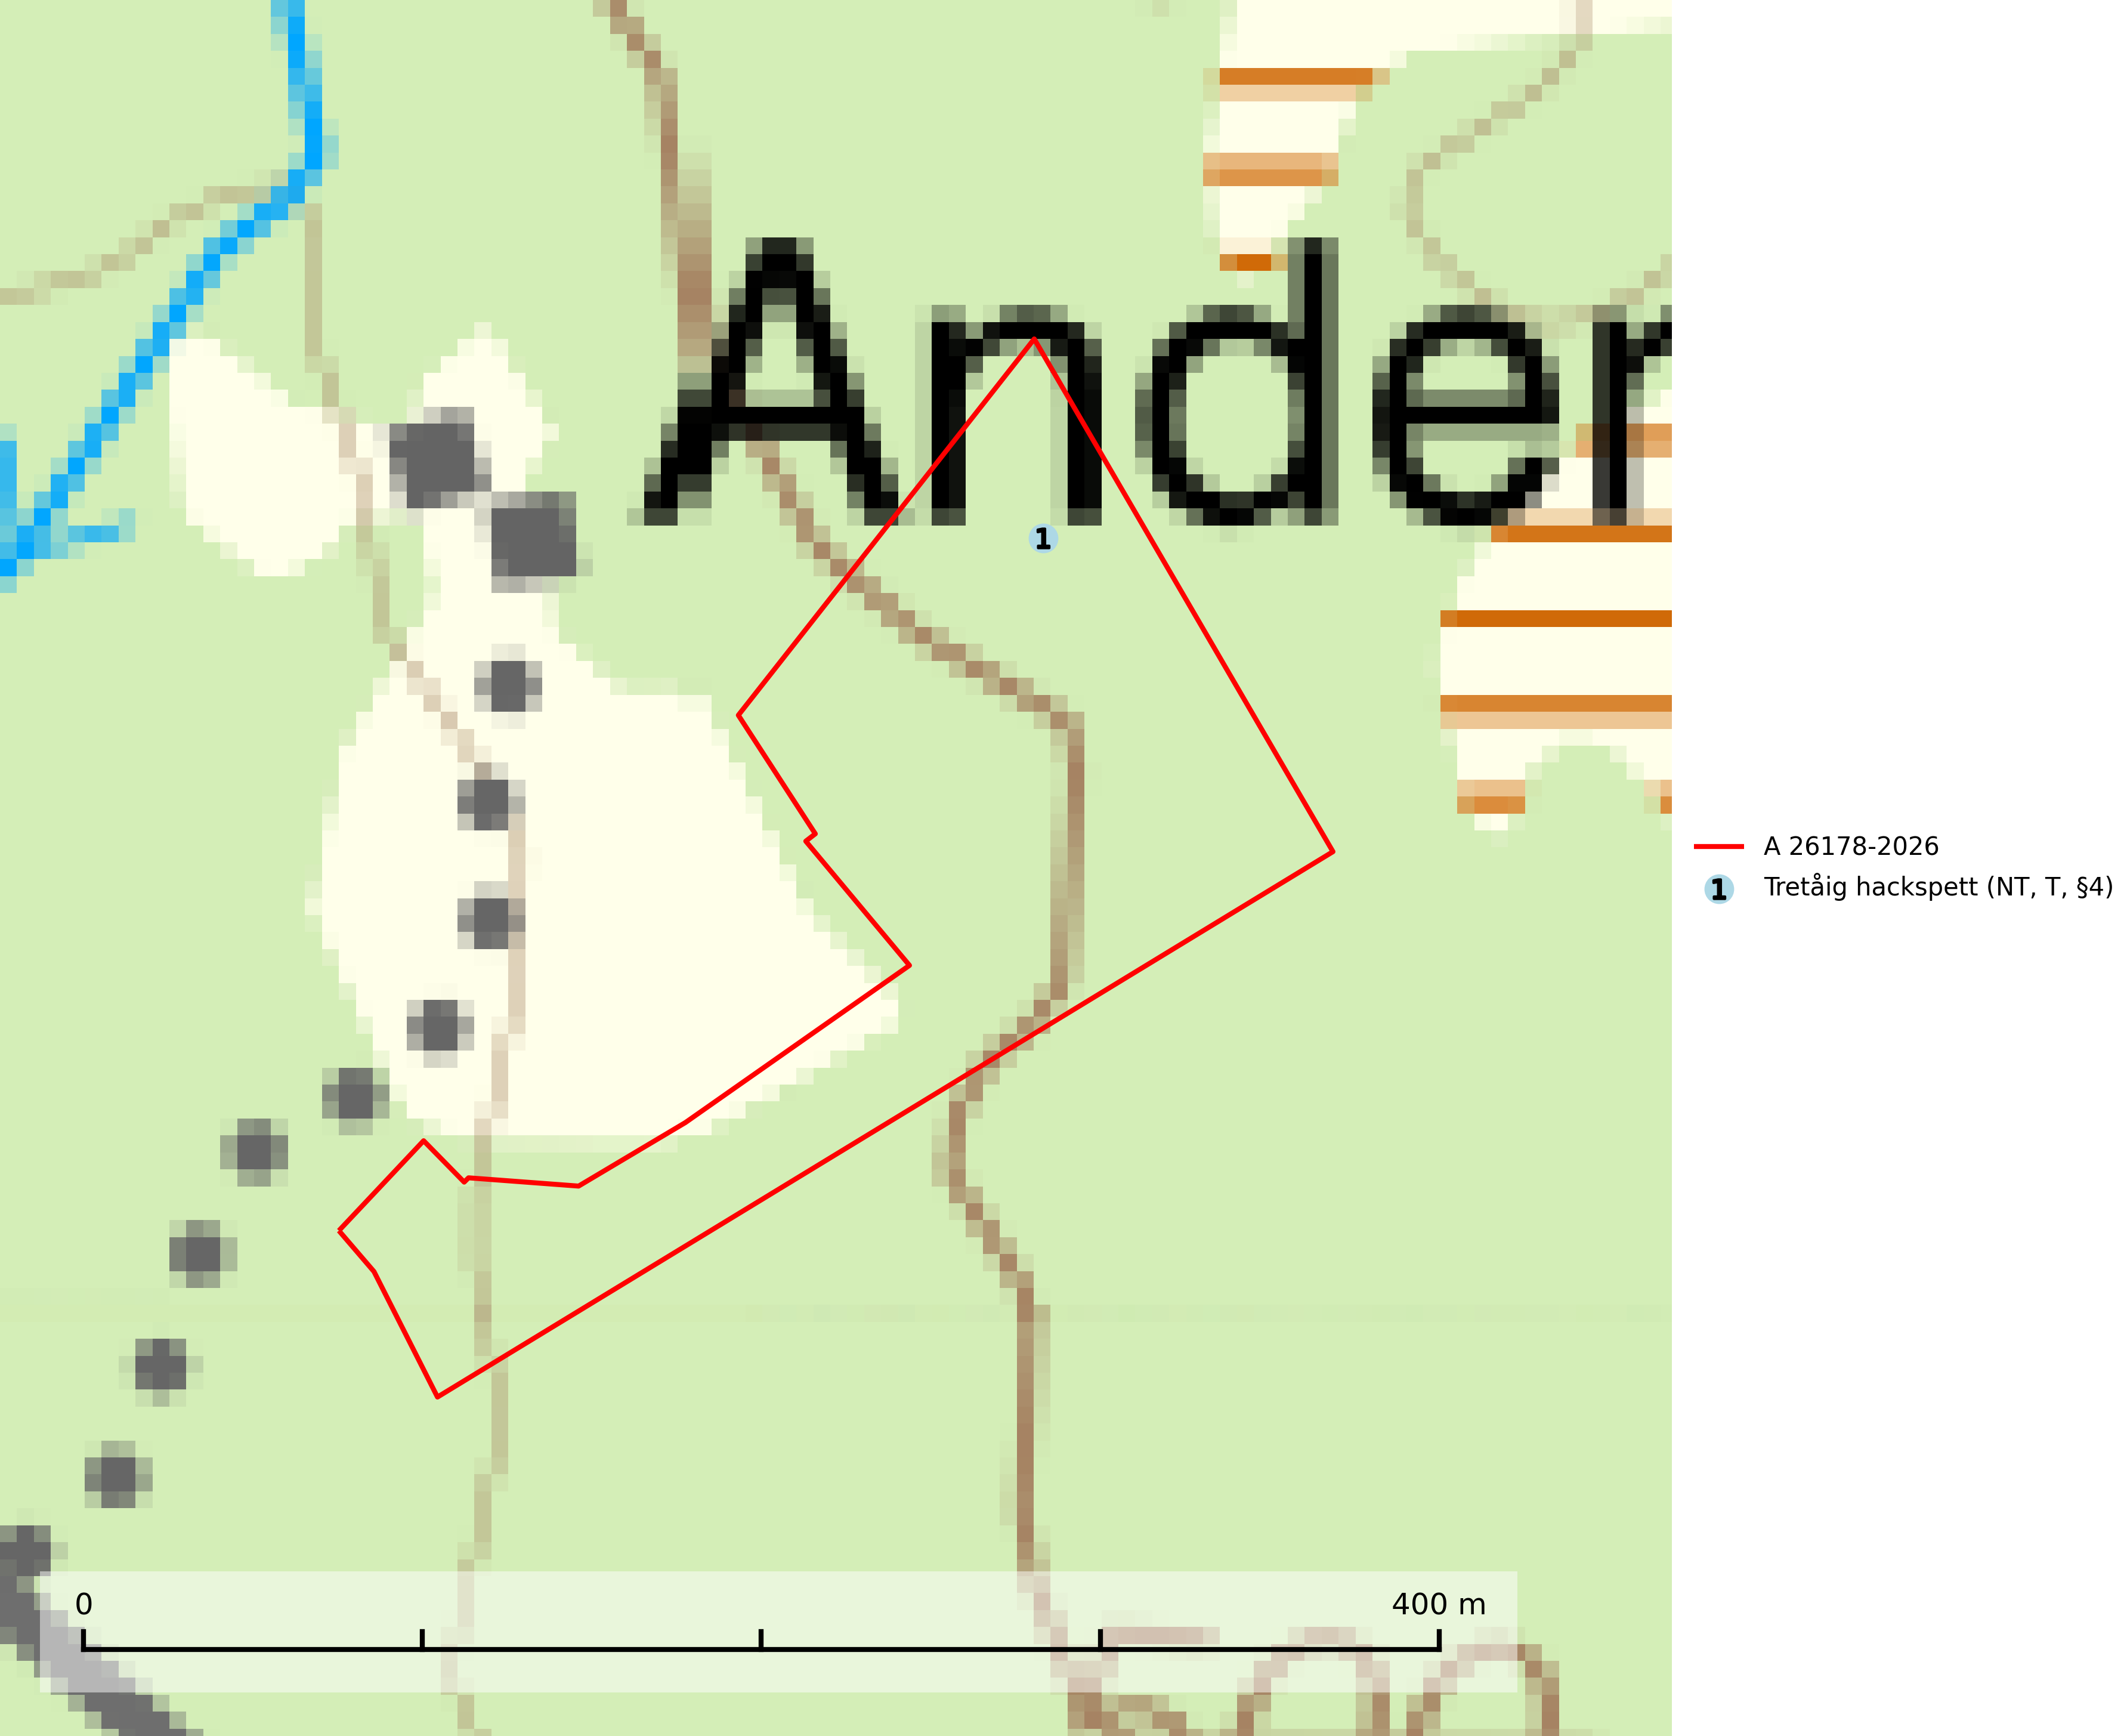 Ander
1
A 26178-2026
1 Tretåig hackspett (NT, T, §4)
0 400 m